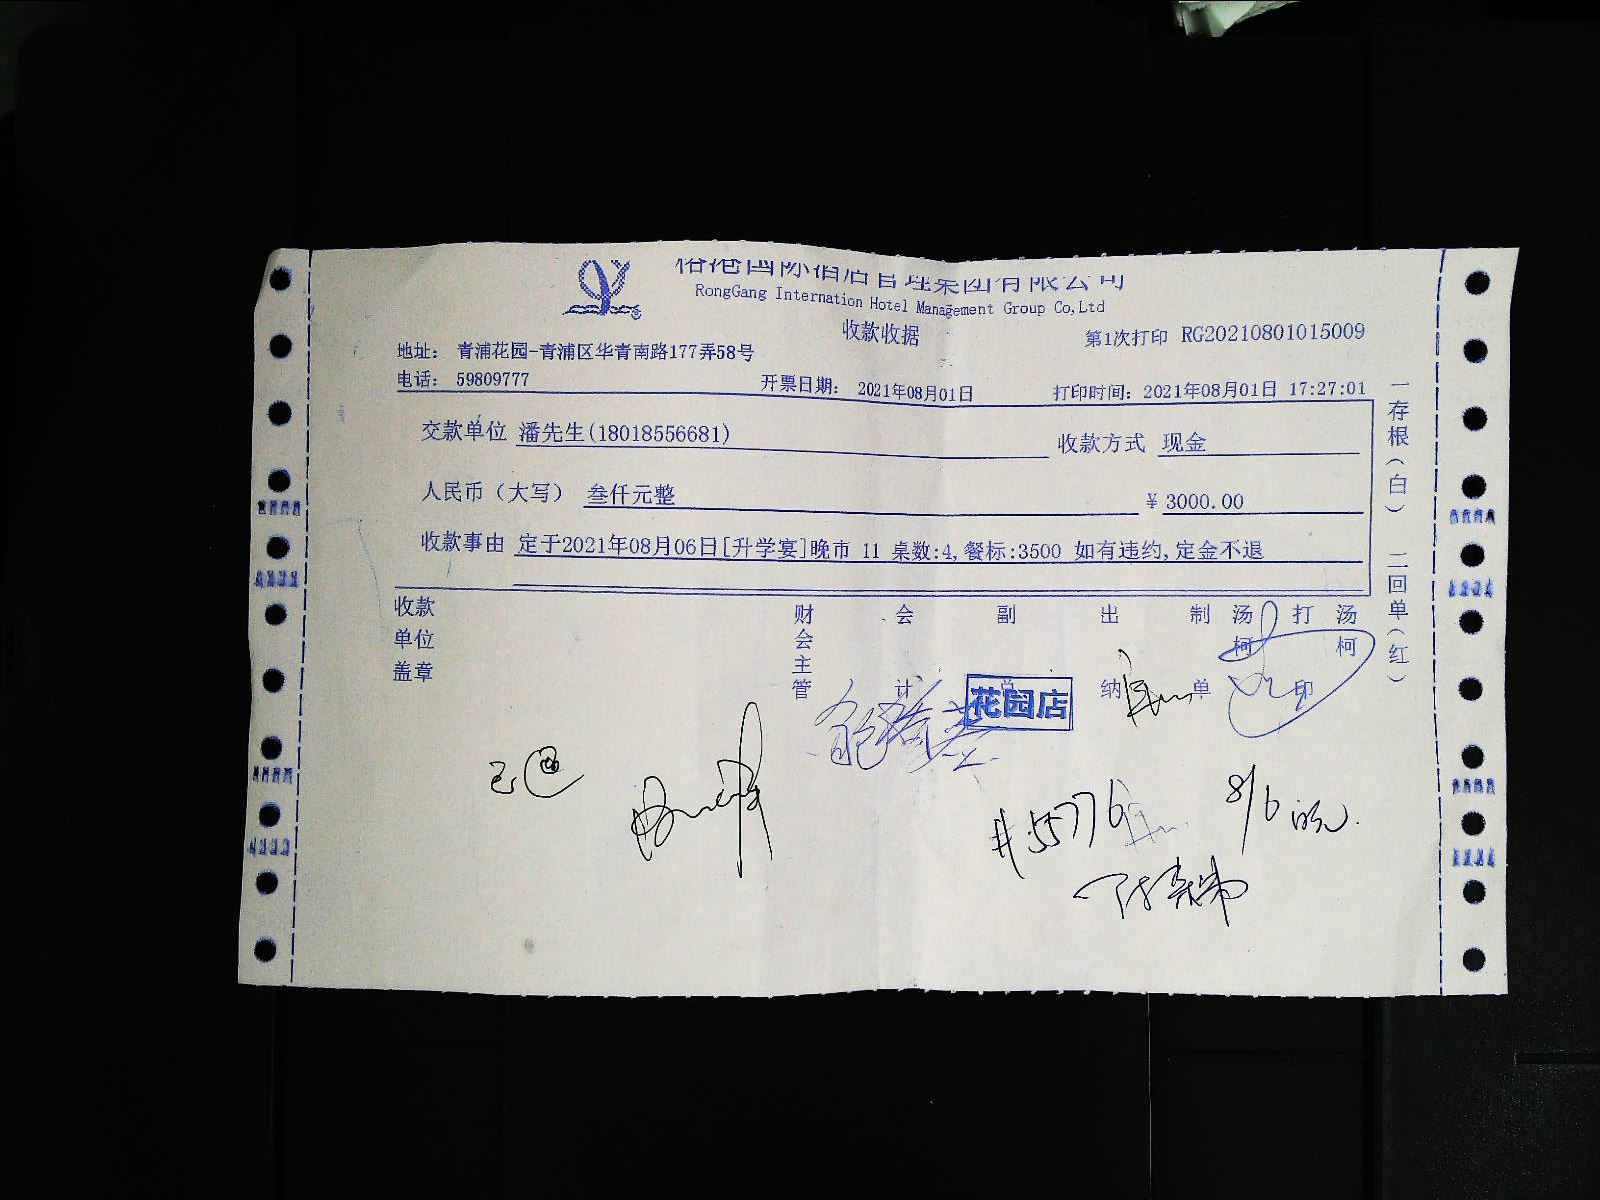 国际酒店管理集团有限公司
RongGang Internation Hotel Management Group Co,Ltd
收款收据
第1次打印 RG20210801015009
地址: 青浦花园-青浦区华青南路177弄58号
电话: 59809777
开票日期: 2021年08月01日
打印时间: 2021年08月01日 17:27:01
交款单位 潘先生(18018556681)
收款方式 现金
人民币(大写) 叁仟元整
¥ 3000.00
收款事由 定于2021年08月06日[升学宴]晚市 11 桌数:4,餐标:3500 如有违约,定金不退
一存根(白) 二回单(红)
收款单位盖章
财会主管
会计
副总
出纳
制单
汤柯
打印
汤柯
花园店
#55776
8/6